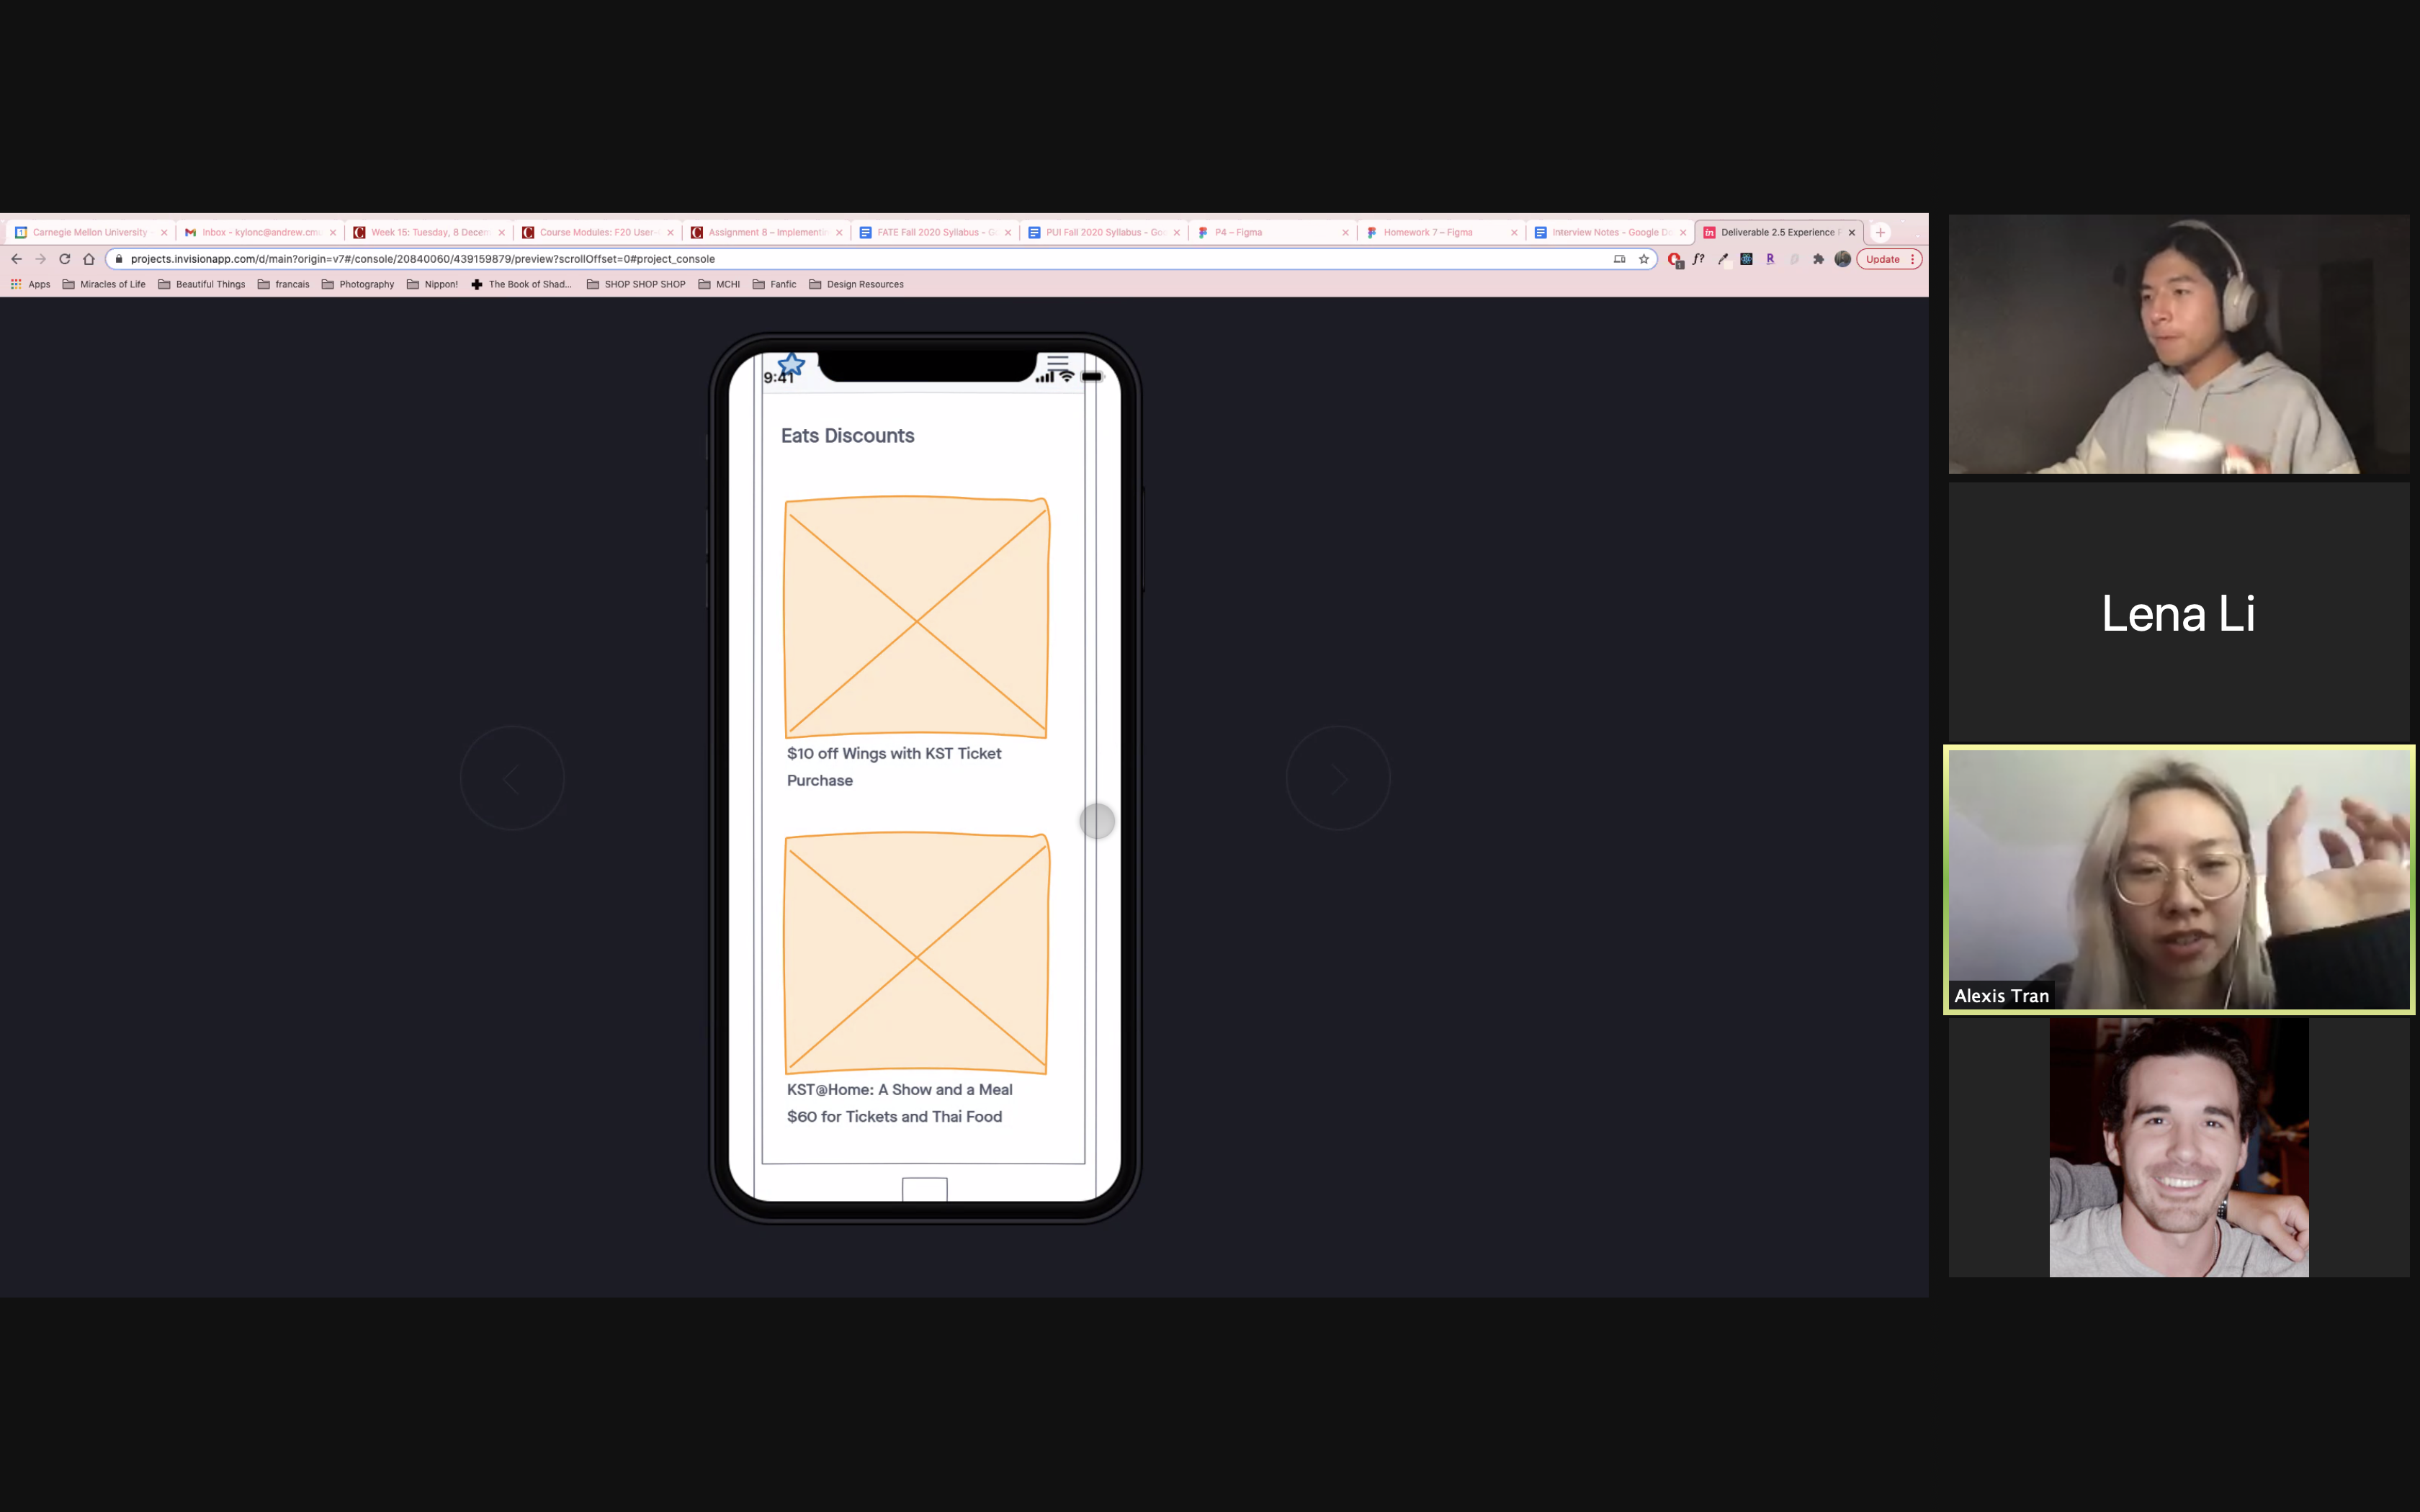 Carnegie Mellon University -
Inbox - kylonc@andrew.cmu
Week 15: Tuesday, 8 Decem
Course Modules: F20 User-
Assignment 8 – Implementin
FATE Fall 2020 Syllabus - G
PUI Fall 2020 Syllabus - Goo
P4 – Figma
Homework 7 – Figma
Interview Notes - Google Do
Deliverable 2.5 Experience P
projects.invisionapp.com/d/main?origin=v7#/console/20840060/439159879/preview?scrollOffset=0#project_console
f?
R
Update
Apps
Miracles of Life
Beautiful Things
francais
Photography
Nippon!
The Book of Shad...
SHOP SHOP SHOP
MCHI
Fanfic
Design Resources
9:41
Eats Discounts
$10 off Wings with KST Ticket
Purchase
KST@Home: A Show and a Meal
$60 for Tickets and Thai Food
Lena Li
Alexis Tran